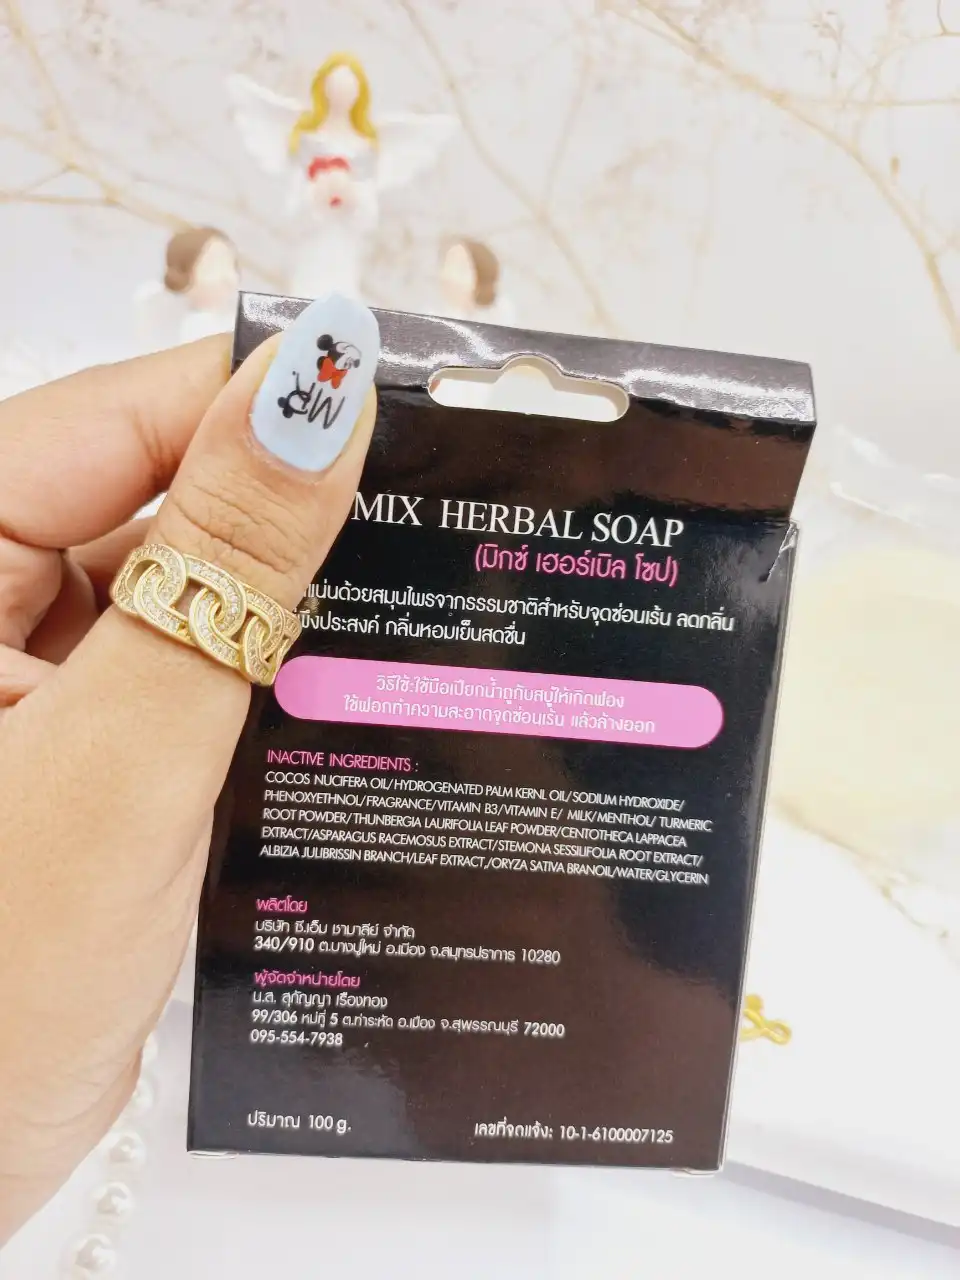 MR
MIX HERBAL SOAP
(มิกซ์ เฮอร์เบิล โซป)
แน่นด้วยสมุนไพรจากธรรมชาติสำหรับจุดซ่อนเร้น ลดกลิ่น
พึงประสงค์ กลิ่นหอมเย็นสดชื่น
วิธีใช้:ใช้มือเปียกน้ำถูกับสบู่ให้เกิดฟอง
ใช้ฟอกทำความสะอาดจุดซ่อนเร้น แล้วล้างออก
INACTIVE INGREDIENTS :
COCOS NUCIFERA OIL/HYDROGENATED PALM KERNL OIL/SODIUM HYDROXIDE/
PHENOXYETHNOL/FRAGRANCE/VITAMIN B3/VITAMIN E/ MILK/MENTHOL/ TURMERIC
ROOT POWDER/ THUNBERGIA LAURIFOLIA LEAF POWDER/CENTOTHECA LAPPACEA
EXTRACT/ASPARAGUS RACEMOSUS EXTRACT/STEMONA SESSILIFOLIA ROOT EXTRACT/
ALBIZIA JULIBRISSIN BRANCH/LEAF EXTRACT,/ORYZA SATIVA BRANOIL/WATER/GLYCERIN
ผลิตโดย
บริษัท ซี.เอ็ม ชามาลีย์ จำกัด
340/910 ต.บางปูใหม่ อ.เมือง จ.สมุทรปราการ 10280
ผู้จัดจำหน่ายโดย
น.ส. สุกัญญา เรืองทอง
99/306 หมู่ที่ 5 ต.ท่าระหัด อ.เมือง จ.สุพรรณบุรี 72000
095-554-7938
ปริมาณ 100 g.
เลขที่จดแจ้ง: 10-1-6100007125